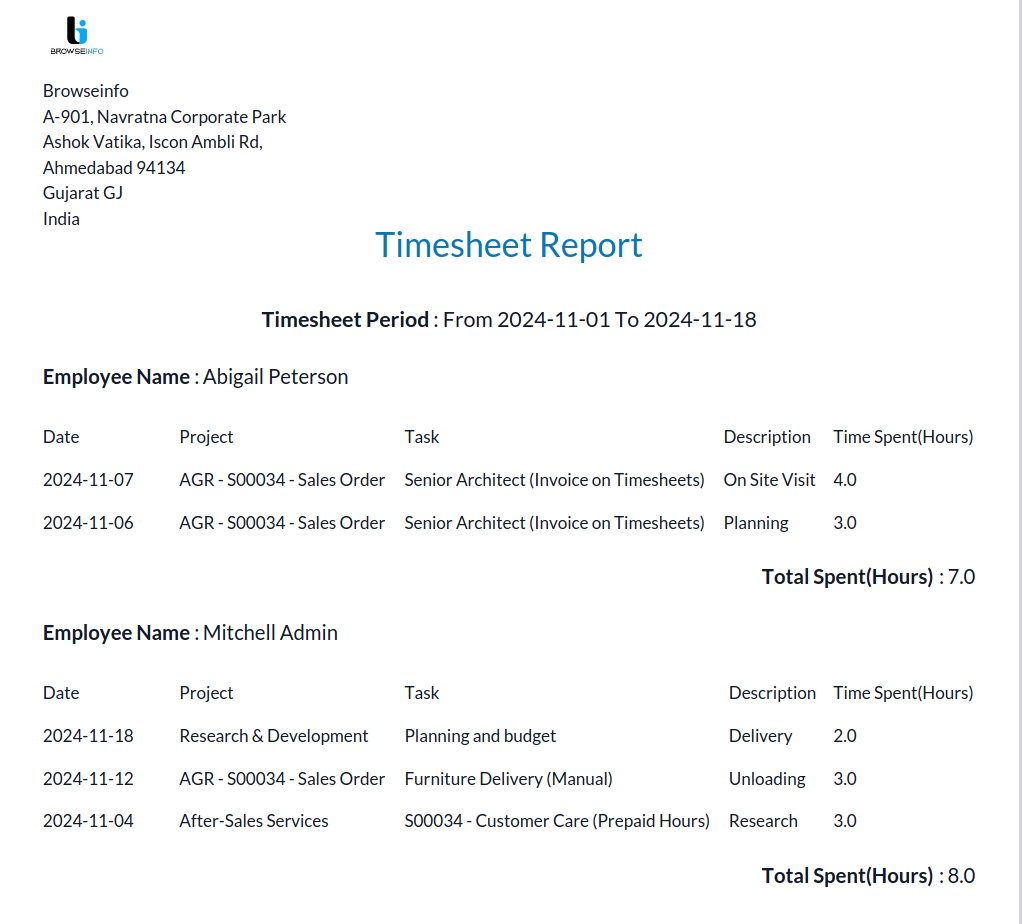 BROWSEINFO
Browseinfo
A-901, Navratna Corporate Park
Ashok Vatika, Iscon Ambli Rd,
Ahmedabad 94134
Gujarat GJ
India
Timesheet Report
Timesheet Period : From 2024-11-01 To 2024-11-18
Employee Name : Abigail Peterson
Date Project Task Description Time Spent(Hours)
2024-11-07 AGR - S00034 - Sales Order Senior Architect (Invoice on Timesheets) On Site Visit 4.0
2024-11-06 AGR - S00034 - Sales Order Senior Architect (Invoice on Timesheets) Planning 3.0
Total Spent(Hours) : 7.0
Employee Name : Mitchell Admin
Date Project Task Description Time Spent(Hours)
2024-11-18 Research & Development Planning and budget Delivery 2.0
2024-11-12 AGR - S00034 - Sales Order Furniture Delivery (Manual) Unloading 3.0
2024-11-04 After-Sales Services S00034 - Customer Care (Prepaid Hours) Research 3.0
Total Spent(Hours) : 8.0